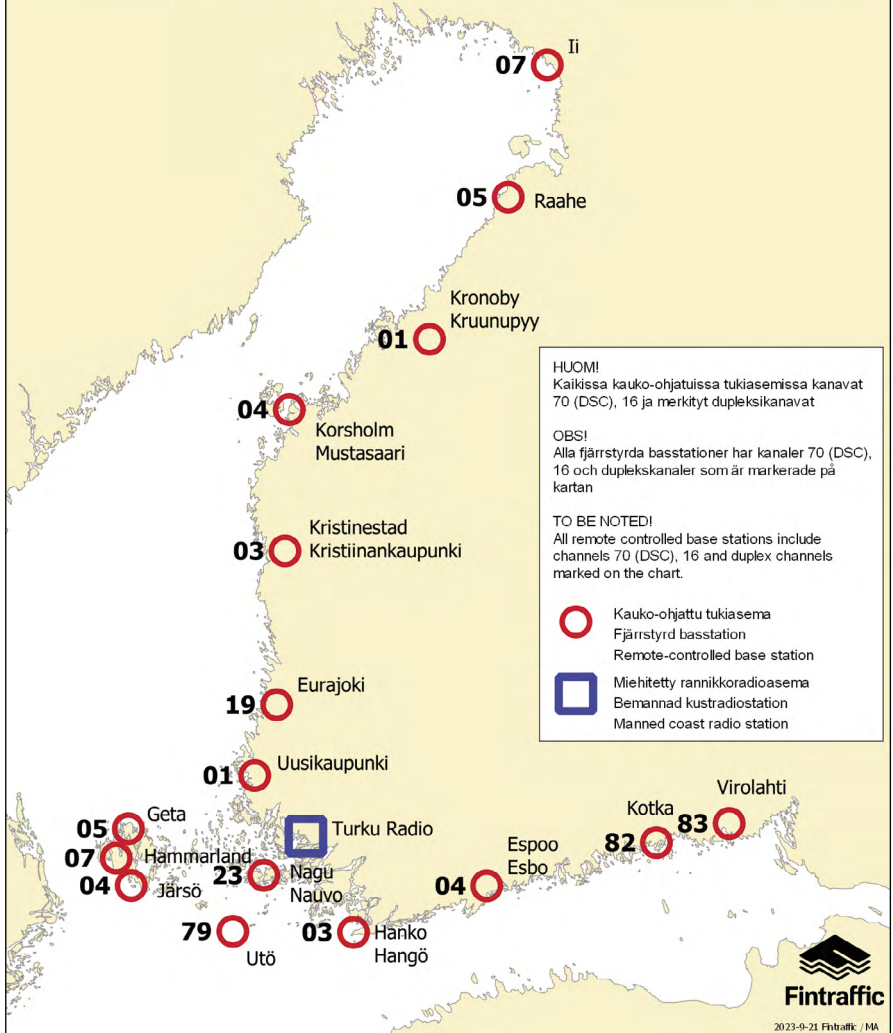 Ii
07
05
Raahe
Kronoby
Kruunupyy
01
04
Korsholm
Mustasaari
HUOM!
Kaikissa kauko-ohjatuissa tukiasemissa kanavat
70 (DSC), 16 ja merkityt dupleksikanavat
OBS!
Alla fjärrstyrda basstationer har kanaler 70 (DSC),
16 och duplekskanaler som är markerade på
kartan
TO BE NOTED!
All remote controlled base stations include
channels 70 (DSC), 16 and duplex channels
marked on the chart.
Kauko-ohjattu tukiasema
Fjärrstyrd basstation
Remote-controlled base station
Miehitetty rannikkoradioasema
Bemannad kustradiostation
Manned coast radio station
Kristinestad
03
Kristiinankaupunki
Eurajoki
19
Uusikaupunki
01
Geta
05
Turku Radio
Hammarland
07
04
Järsö
23
Nagu
Nauvo
79
Utö
03
Hanko
Hangö
Espoo
Esbo
04
Kotka
82
Virolahti
83
Fintraffic
2023-9-21 Fintraffic / MA